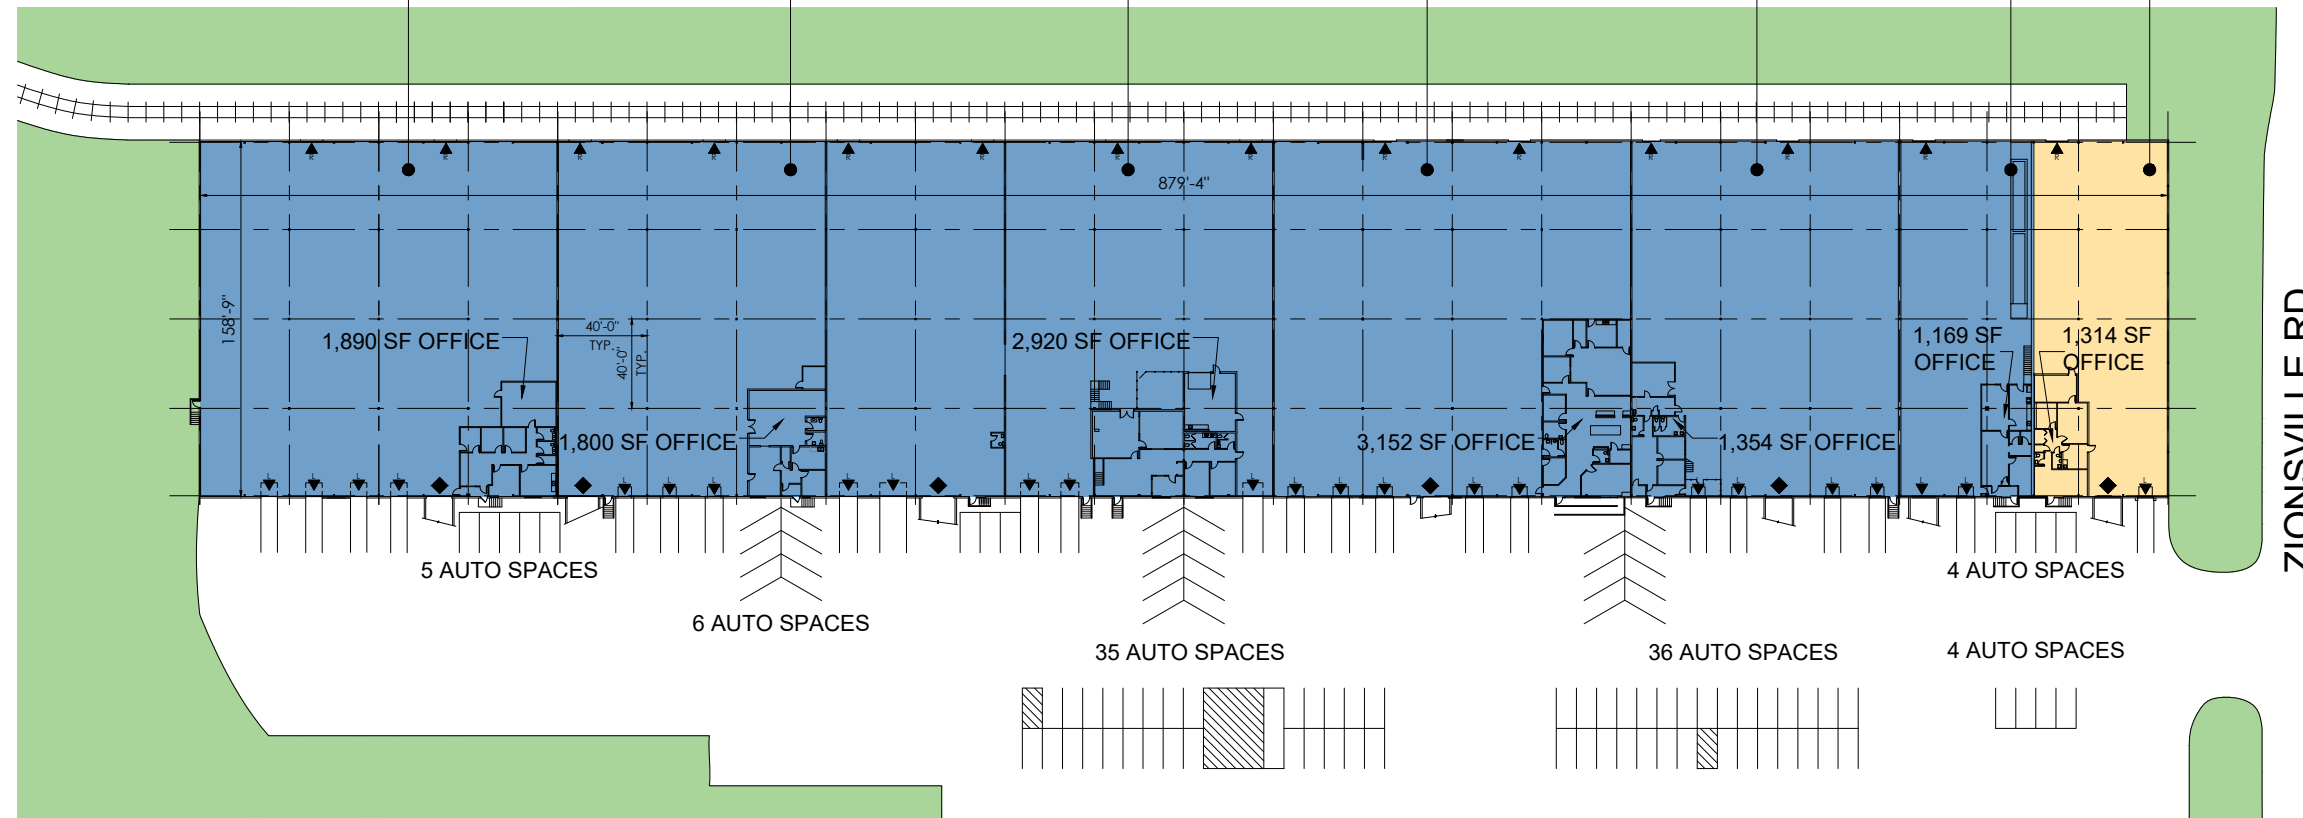 879'-4"
158'-9"
40'-0"
TYP.
40'-0"
TYP.
1,890 SF OFFICE
2,920 SF OFFICE
1,169 SF
OFFICE
1,314 SF
OFFICE
1,800 SF OFFICE
3,152 SF OFFICE
1,354 SF OFFICE
5 AUTO SPACES
4 AUTO SPACES
6 AUTO SPACES
35 AUTO SPACES
36 AUTO SPACES
4 AUTO SPACES
ZIONSVILLE RD